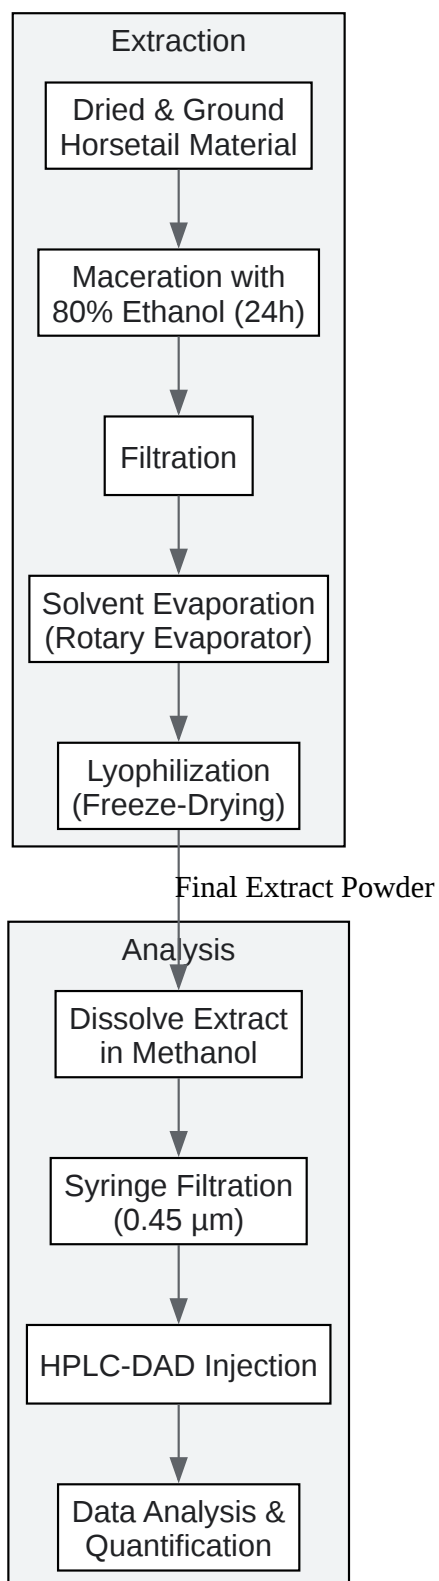 Extraction
Dried & Ground
Horsetail Material
Maceration with
80% Ethanol (24h)
Filtration
Solvent Evaporation
(Rotary Evaporator)
Lyophilization
(Freeze-Drying)
Final Extract Powder
Analysis
Dissolve Extract
in Methanol
Syringe Filtration
(0.45 µm)
HPLC-DAD Injection
Data Analysis &
Quantification